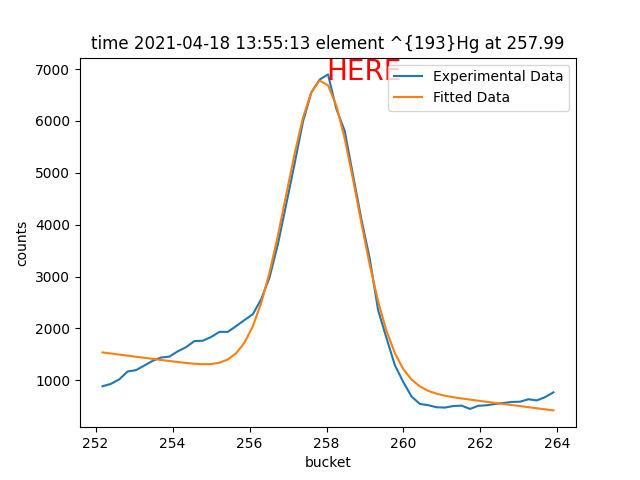 time 2021-04-18 13:55:13 element ^{193}Hg at 257.99
HERE
Experimental Data
Fitted Data
7000
6000
5000
4000
3000
2000
1000
counts
252
254
256
258
260
262
264
bucket